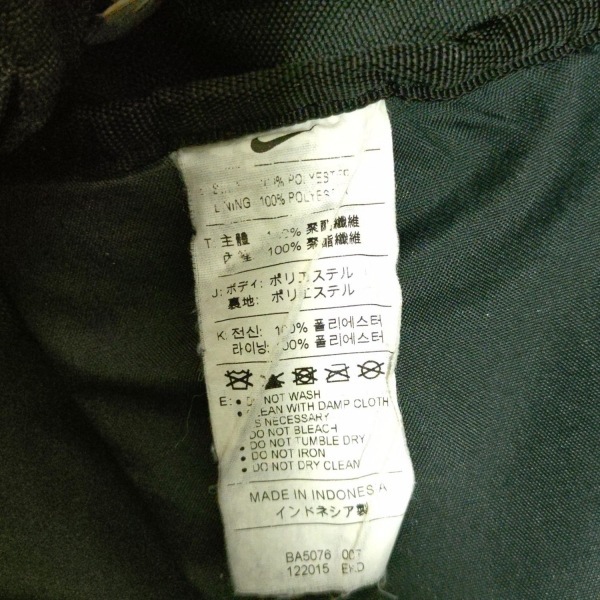 100% POLYESTER
LINING 100% POLYESTER
T: 主體 100% 聚酯纖維
100% 聚酯纖維
J: ボディ: ポリエステル
裏地: ポリエステル
K: 전신: 100% 폴리에스터
라이닝: 100% 폴리에스터
E: • DO NOT WASH
• CLEAN WITH DAMP CLOTH
AS NECESSARY
• DO NOT BLEACH
• DO NOT TUMBLE DRY
• DO NOT IRON
• DO NOT DRY CLEAN
MADE IN INDONESIA
インドネシア製
BA5076 007
122015